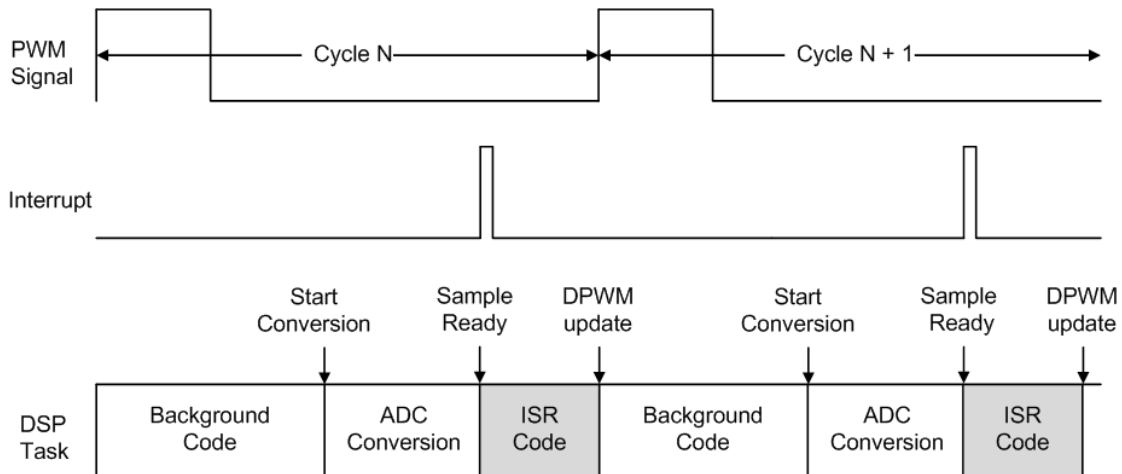 PWM
Signal
Cycle N
Cycle N + 1
Interrupt
Start
Conversion
Sample
Ready
DPWM
update
Start
Conversion
Sample
Ready
DPWM
update
DSP
Task
Background
Code
ADC
Conversion
ISR
Code
Background
Code
ADC
Conversion
ISR
Code